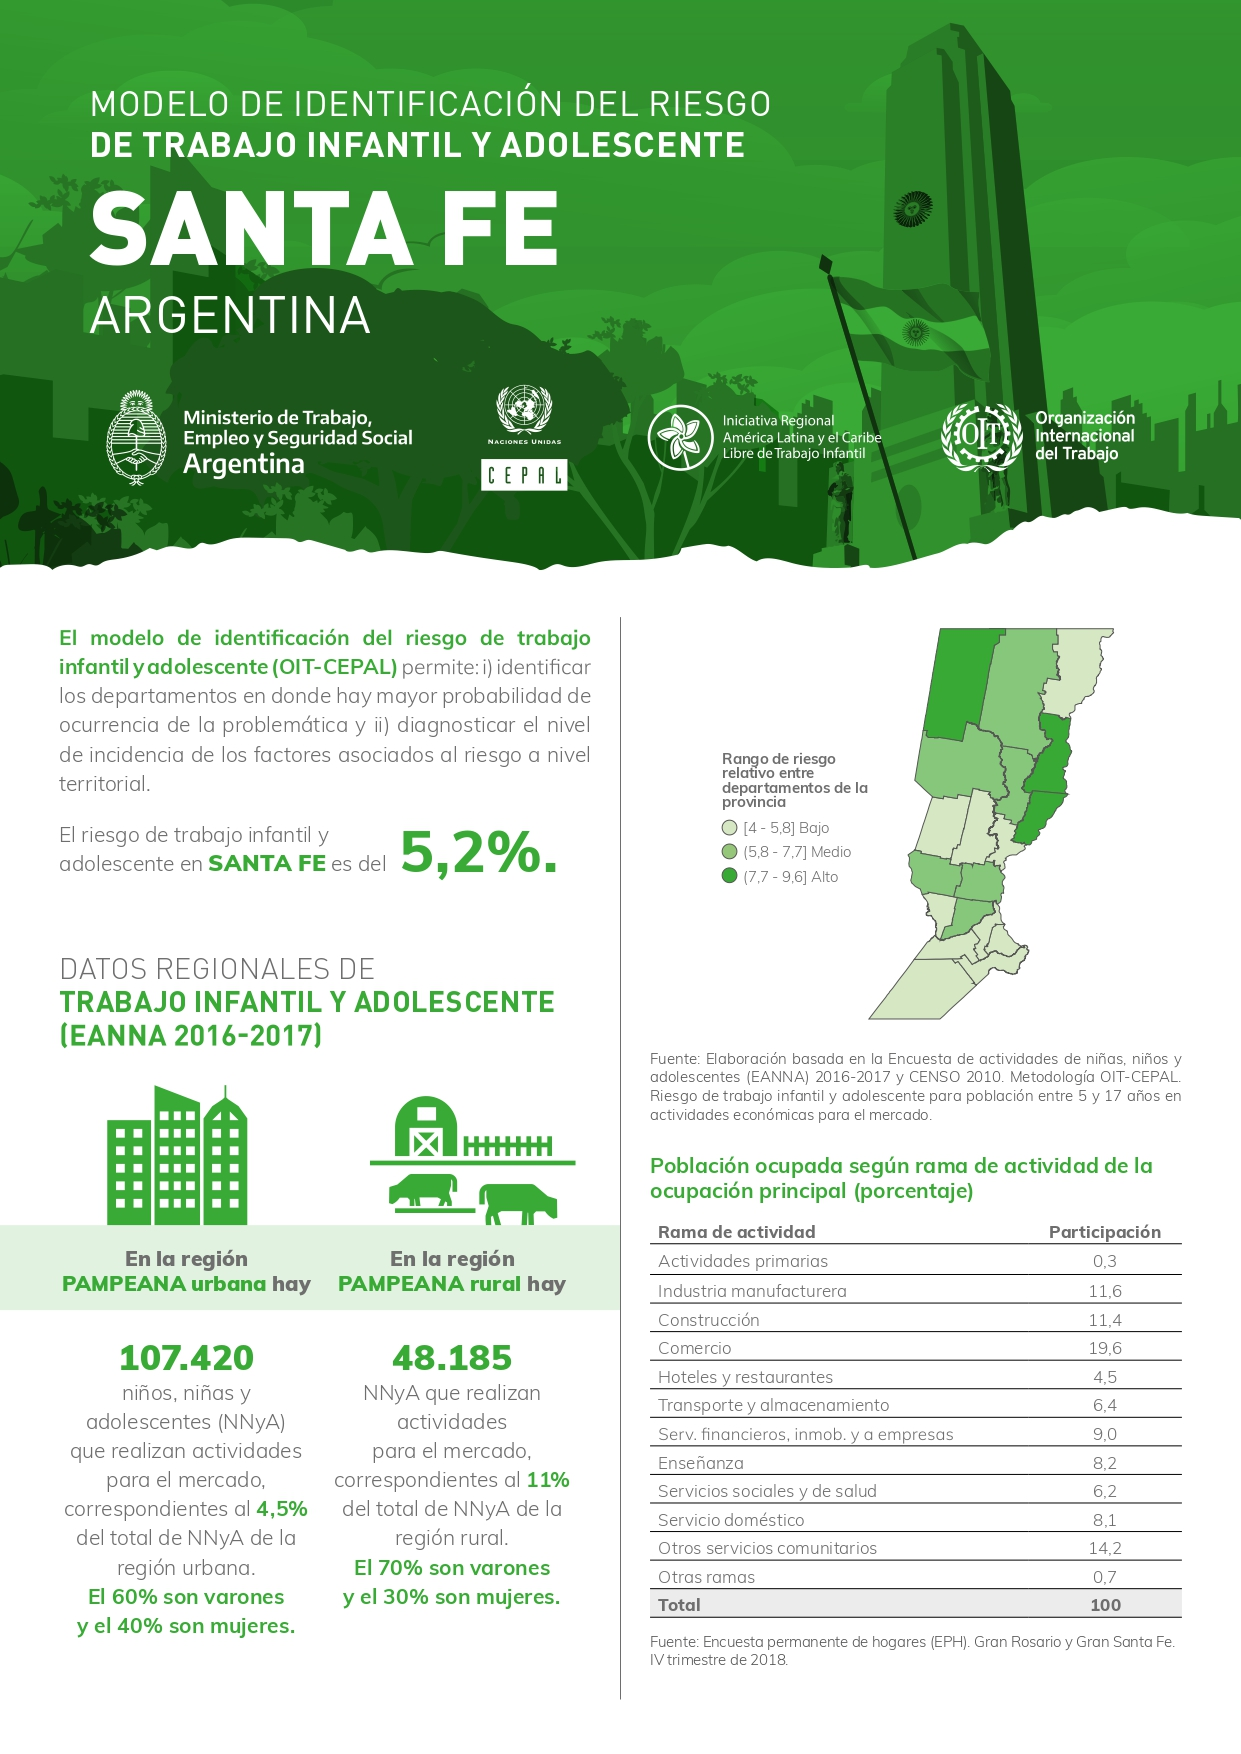 MODELO DE IDENTIFICACIÓN DEL RIESGO
DE TRABAJO INFANTIL Y ADOLESCENTE
SANTA FE
ARGENTINA
Ministerio de Trabajo,
Empleo y Seguridad Social
Argentina
NACIONES UNIDAS
CEPAL
Iniciativa Regional
América Latina y el Caribe
Libre de Trabajo Infantil
OIT
Organización
Internacional
del Trabajo
El modelo de identificación del riesgo de trabajo
infantil y adolescente (OIT-CEPAL) permite: i) identificar
los departamentos en donde hay mayor probabilidad de
ocurrencia de la problemática y ii) diagnosticar el nivel
de incidencia de los factores asociados al riesgo a nivel
territorial.
El riesgo de trabajo infantil y
adolescente en SANTA FE es del 5,2%.
DATOS REGIONALES DE
TRABAJO INFANTIL Y ADOLESCENTE
(EANNA 2016-2017)
En la región
PAMPEANA urbana hay
107.420
niños, niñas y
adolescentes (NNyA)
que realizan actividades
para el mercado,
correspondientes al 4,5%
del total de NNyA de la
región urbana.
El 60% son varones
y el 40% son mujeres.
En la región
PAMPEANA rural hay
48.185
NNyA que realizan
actividades
para el mercado,
correspondientes al 11%
del total de NNyA de la
región rural.
El 70% son varones
y el 30% son mujeres.
Rango de riesgo
relativo entre
departamentos de la
provincia
[4 - 5,8] Bajo
(5,8 - 7,7] Medio
(7,7 - 9,6] Alto
Fuente: Elaboración basada en la Encuesta de actividades de niñas, niños y
adolescentes (EANNA) 2016-2017 y CENSO 2010. Metodología OIT-CEPAL.
Riesgo de trabajo infantil y adolescente para población entre 5 y 17 años en
actividades económicas para el mercado.
Población ocupada según rama de actividad de la
ocupación principal (porcentaje)
Rama de actividad Participación
Actividades primarias 0,3
Industria manufacturera 11,6
Construcción 11,4
Comercio 19,6
Hoteles y restaurantes 4,5
Transporte y almacenamiento 6,4
Serv. financieros, inmob. y a empresas 9,0
Enseñanza 8,2
Servicios sociales y de salud 6,2
Servicio doméstico 8,1
Otros servicios comunitarios 14,2
Otras ramas 0,7
Total 100
Fuente: Encuesta permanente de hogares (EPH). Gran Rosario y Gran Santa Fe.
IV trimestre de 2018.